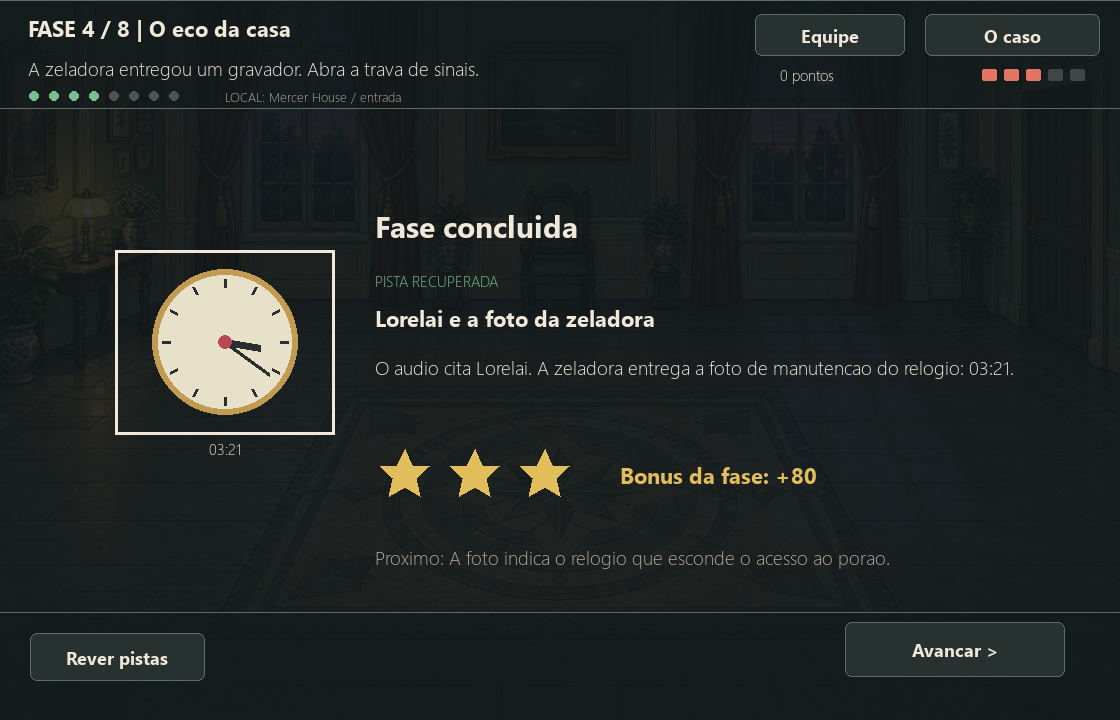 FASE 4 / 8 | O eco da casa
A zeladora entregou um gravador. Abra a trava de sinais.
LOCAL: Mercer House / entrada
Equipe
O caso
0 pontos
Fase concluida
PISTA RECUPERADA
Lorelai e a foto da zeladora
O audio cita Lorelai. A zeladora entrega a foto de manutencao do relogio: 03:21.
03:21
Bonus da fase: +80
Proximo: A foto indica o relogio que esconde o acesso ao porao.
Rever pistas
Avancar >